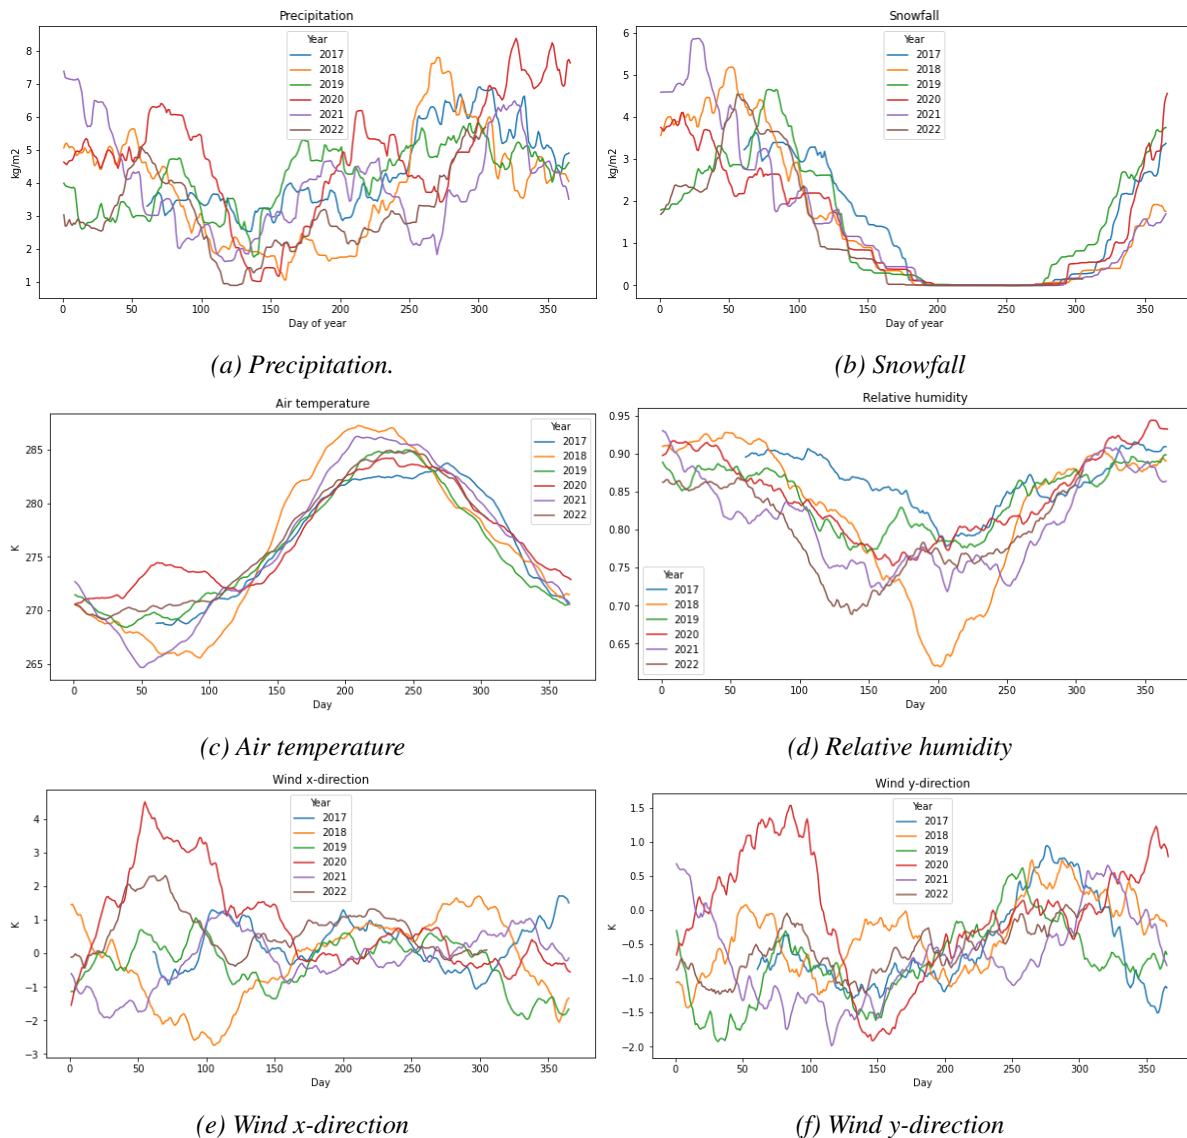 Precipitation
Year
2017
2018
2019
2020
2021
2022
kg/m2
8
7
6
5
4
3
2
1
0 50 100 150 200 250 300 350
Day of year
(a) Precipitation.
Snowfall
Year
2017
2018
2019
2020
2021
2022
kg/m2
6
5
4
3
2
1
0
0 50 100 150 200 250 300 350
Day of year
(b) Snowfall
Air temperature
Year
2017
2018
2019
2020
2021
2022
K
285
280
275
270
265
0 50 100 150 200 250 300 350
Day
(c) Air temperature
Relative humidity
0.95
0.90
0.85
0.80
0.75
0.70
0.65
Year
2017
2018
2019
2020
2021
2022
0 50 100 150 200 250 300 350
Day
(d) Relative humidity
Wind x-direction
Year
2017
2018
2019
2020
2021
2022
K
4
3
2
1
0
−1
−2
−3
0 50 100 150 200 250 300 350
Day
(e) Wind x-direction
Wind y-direction
Year
2017
2018
2019
2020
2021
2022
K
1.5
1.0
0.5
0.0
−0.5
−1.0
−1.5
−2.0
0 50 100 150 200 250 300 350
Day
(f) Wind y-direction